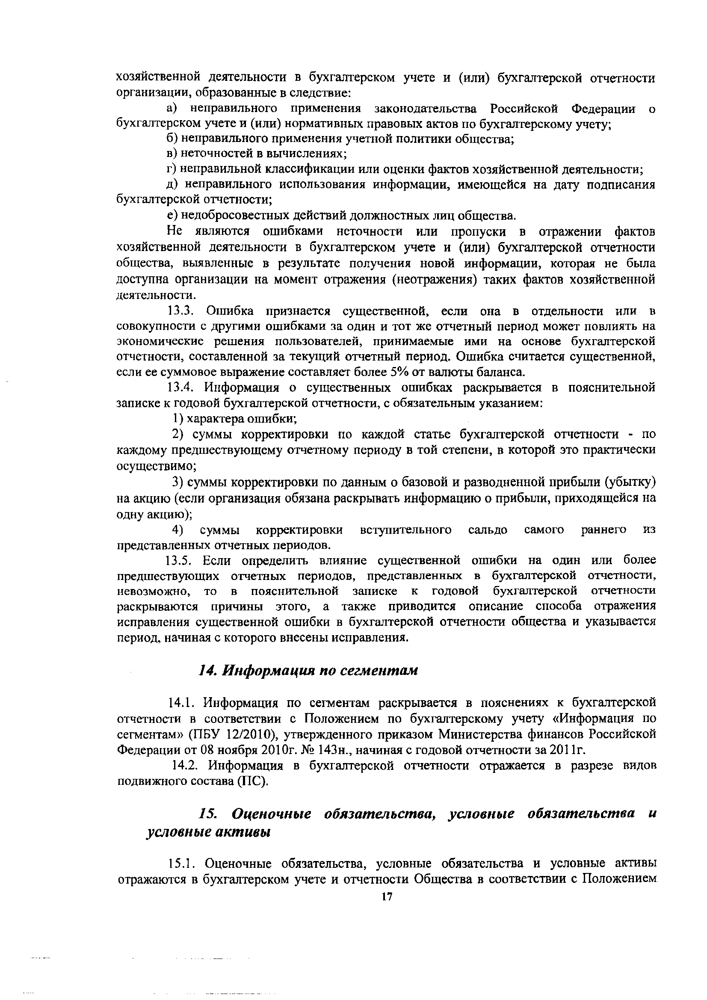 хозяйственной деятельности в бухгалтерском учете и (или) бухгалтерской отчетности
организации, образованные в следствие:
а) неправильного применения законодательства Российской Федерации о
бухгалтерском учете и (или) нормативных правовых актов по бухгалтерскому учету;
б) неправильного применения учетной политики общества;
в) неточностей в вычислениях;
г) неправильной классификации или оценки фактов хозяйственной деятельности;
д) неправильного использования информации, имеющейся на дату подписания
бухгалтерской отчетности;
е) недобросовестных действий должностных лиц общества.
Не являются ошибками неточности или пропуски в отражении фактов
хозяйственной деятельности в бухгалтерском учете и (или) бухгалтерской отчетности
общества, выявленные в результате получения новой информации, которая не была
доступна организации на момент отражения (неотражения) таких фактов хозяйственной
деятельности.
13.3. Ошибка признается существенной, если она в отдельности или в
совокупности с другими ошибками за один и тот же отчетный период может повлиять на
экономические решения пользователей, принимаемые ими на основе бухгалтерской
отчетности, составленной за текущий отчетный период. Ошибка считается существенной,
если ее суммовое выражение составляет более 5% от валюты баланса.
13.4. Информация о существенных ошибках раскрывается в пояснительной
записке к годовой бухгалтерской отчетности, с обязательным указанием:
1) характера ошибки;
2) суммы корректировки по каждой статье бухгалтерской отчетности - по
каждому предшествующему отчетному периоду в той степени, в которой это практически
осуществимо;
3) суммы корректировки по данным о базовой и разводненной прибыли (убытку)
на акцию (если организация обязана раскрывать информацию о прибыли, приходящейся на
одну акцию);
4) суммы корректировки вступительного сальдо самого раннего из
представленных отчетных периодов.
13.5. Если определить влияние существенной ошибки на один или более
предшествующих отчетных периодов, представленных в бухгалтерской отчетности,
невозможно, то в пояснительной записке к годовой бухгалтерской отчетности
раскрываются причины этого, а также приводится описание способа отражения
исправления существенной ошибки в бухгалтерской отчетности общества и указывается
период, начиная с которого внесены исправления.
14. Информация по сегментам
14.1. Информация по сегментам раскрывается в пояснениях к бухгалтерской
отчетности в соответствии с Положением по бухгалтерскому учету «Информация по
сегментам» (ПБУ 12/2010), утвержденного приказом Министерства финансов Российской
Федерации от 08 ноября 2010г. № 143н., начиная с годовой отчетности за 2011г.
14.2. Информация в бухгалтерской отчетности отражается в разрезе видов
подвижного состава (ПС).
15. Оценочные обязательства, условные обязательства и
условные активы
15.1. Оценочные обязательства, условные обязательства и условные активы
отражаются в бухгалтерском учете и отчетности Общества в соответствии с Положением
17